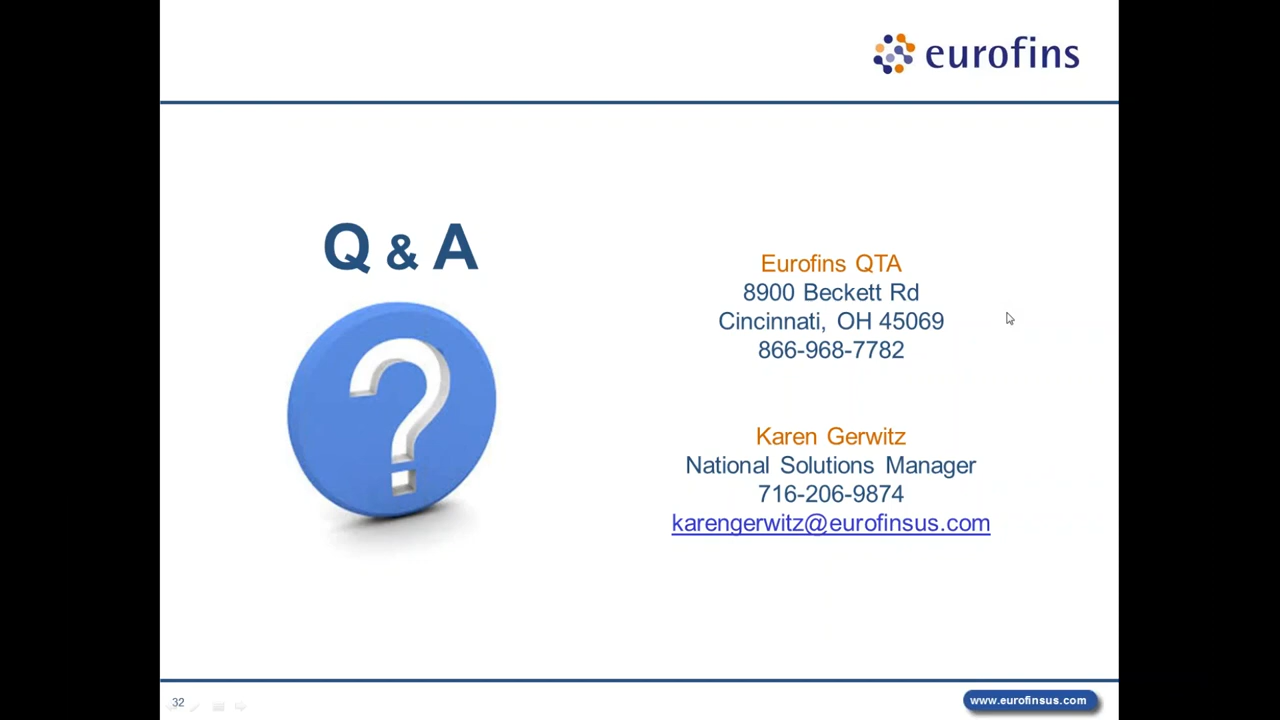 eurofins
Q & A
Eurofins QTA
8900 Beckett Rd
Cincinnati, OH 45069
866-968-7782
Karen Gerwitz
National Solutions Manager
716-206-9874
karengerwitz@eurofinsus.com
32
www.eurofinsus.com